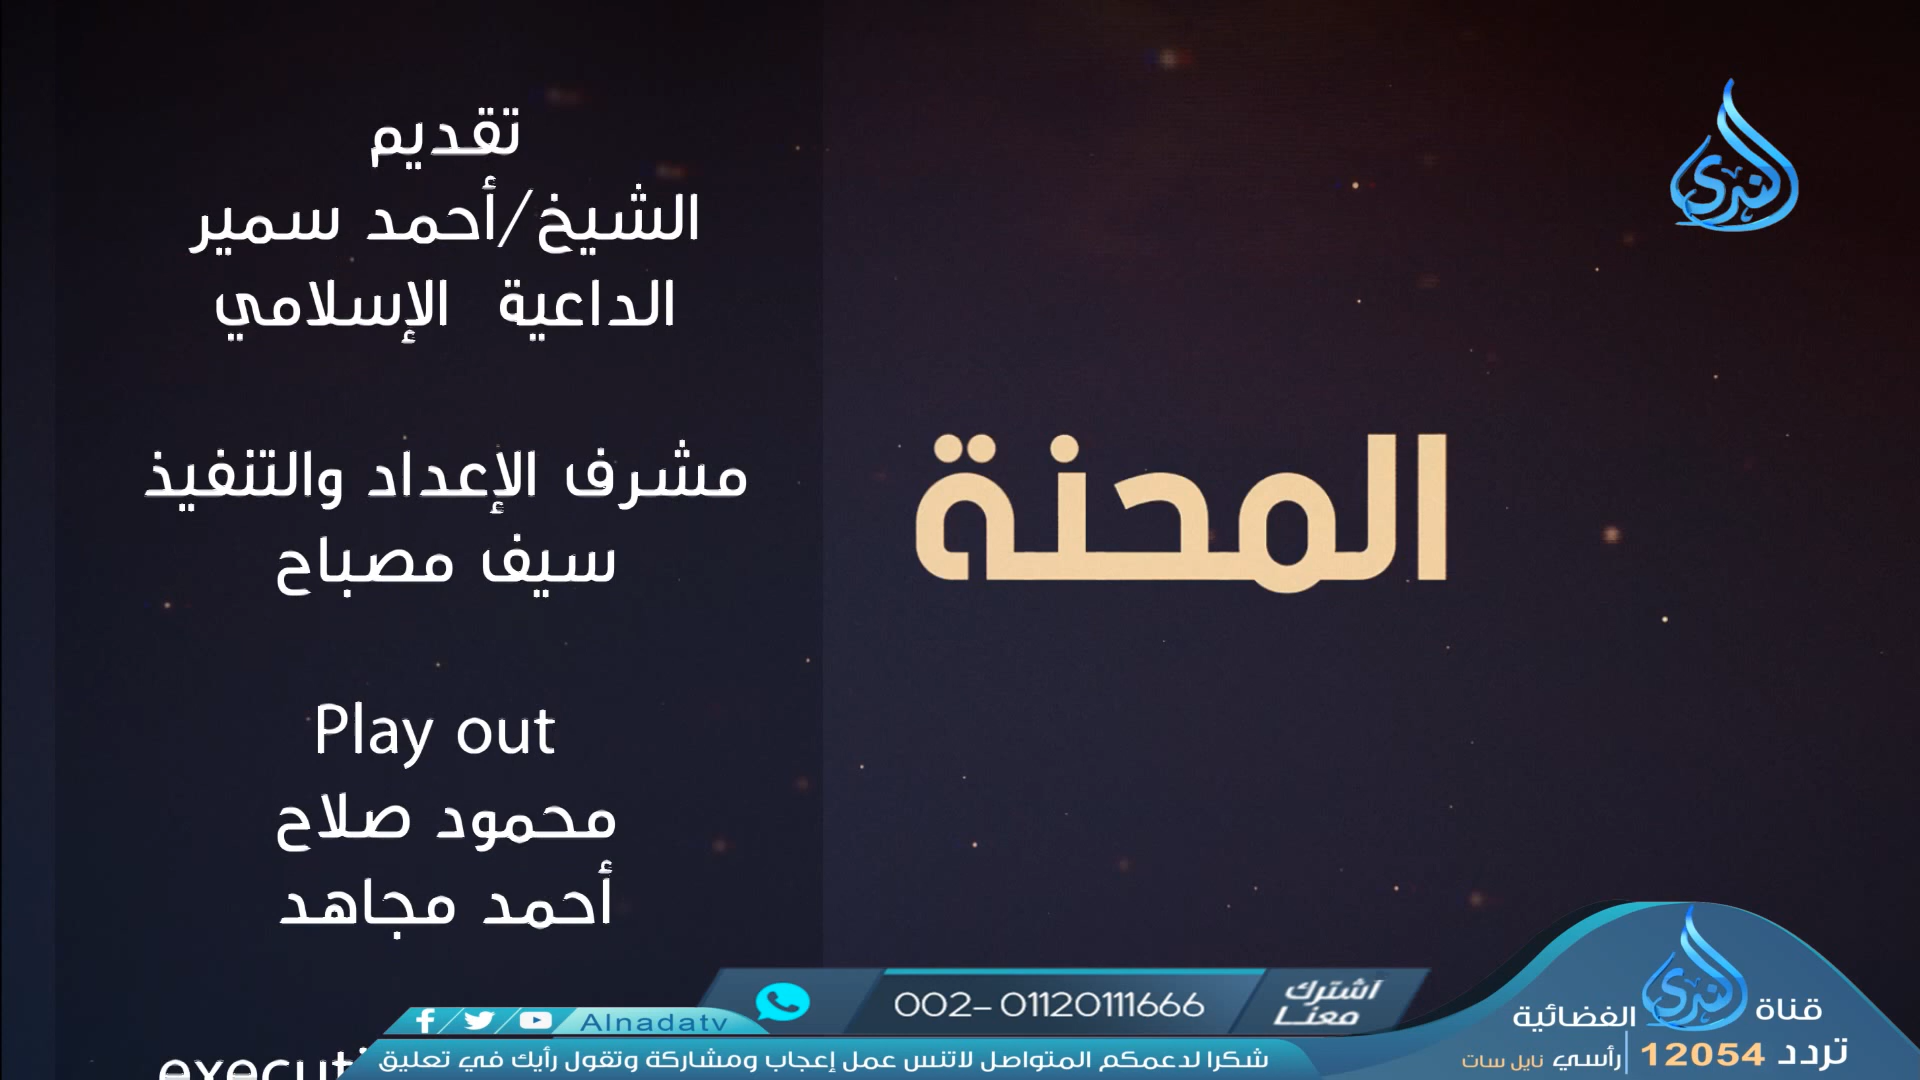 تقديم
الشيخ/أحمد سمير
الداعية الإسلامي
مشرف الإعداد والتنفيذ
سيف مصباح
Play out
محمود صلاح
أحمد مجاهد
المحنة
الندى
اشترك معنا
002-01120111666
Alnadatv
شكرا لدعمكم المتواصل لاتنس عمل إعجاب ومشاركة وتقول رأيك في تعليق
قناة الندى الفضائية
تردد 12054 رأسي نايل سات